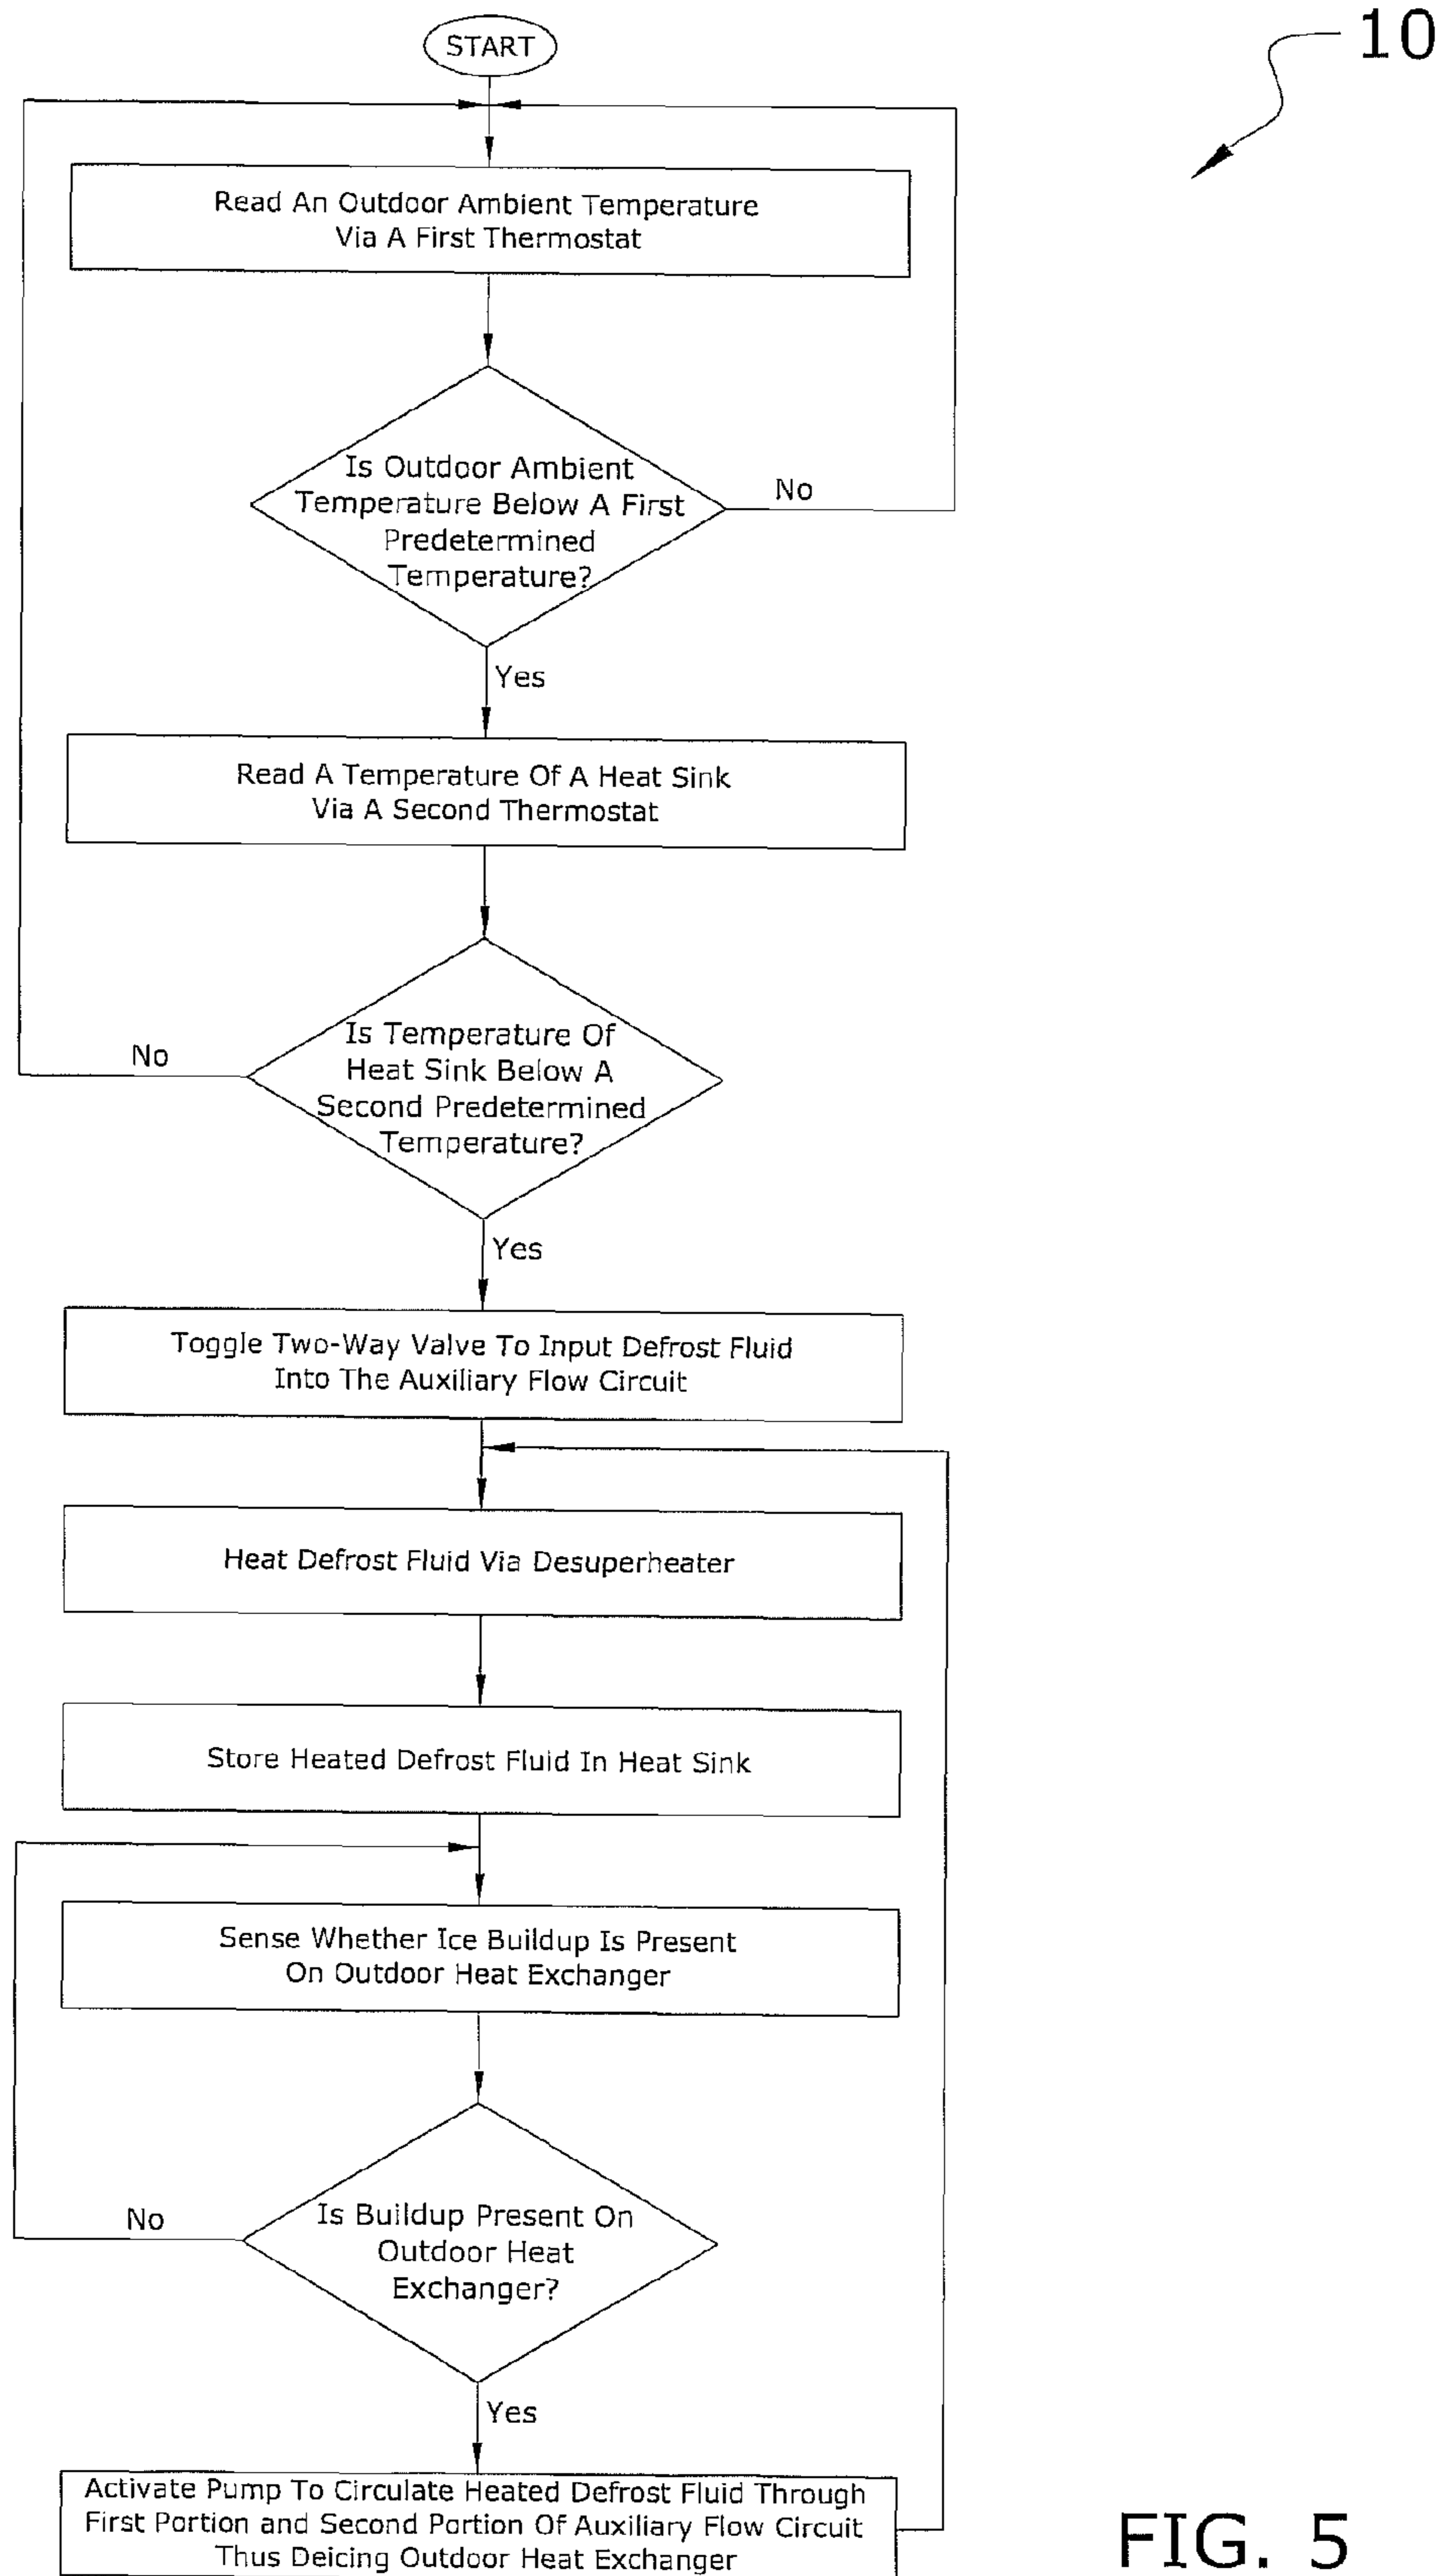 START
10
Read An Outdoor Ambient Temperature
Via A First Thermostat
Is Outdoor Ambient
Temperature Below A First
Predetermined
Temperature?
No
Yes
Read A Temperature Of A Heat Sink
Via A Second Thermostat
Is Temperature Of
Heat Sink Below A
Second Predetermined
Temperature?
No
Yes
Toggle Two-Way Valve To Input Defrost Fluid
Into The Auxiliary Flow Circuit
Heat Defrost Fluid Via Desuperheater
Store Heated Defrost Fluid In Heat Sink
Sense Whether Ice Buildup Is Present
On Outdoor Heat Exchanger
Is Buildup Present On
Outdoor Heat
Exchanger?
No
Yes
Activate Pump To Circulate Heated Defrost Fluid Through
First Portion and Second Portion Of Auxiliary Flow Circuit
Thus Deicing Outdoor Heat Exchanger
FIG. 5